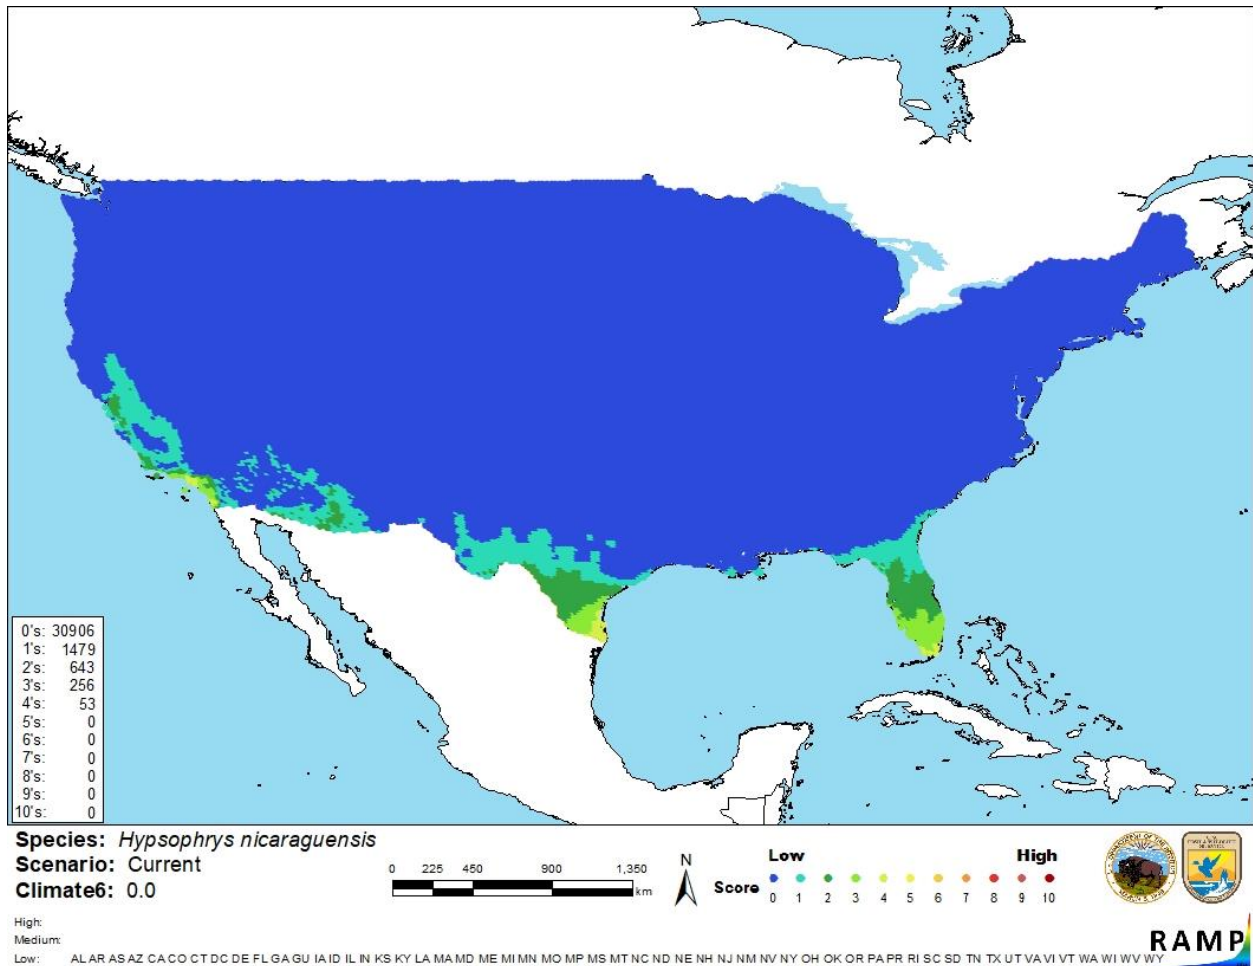 0's: 30906
1's: 1479
2's: 643
3's: 256
4's: 53
5's: 0
6's: 0
7's: 0
8's: 0
9's: 0
10's: 0
Species: Hypsophrys nicaraguensis
Scenario: Current
Climate6: 0.0
0 225 450 900 1,350
km
N
Low High
Score
0 1 2 3 4 5 6 7 8 9 10
High:
Medium:
Low: AL AR AS AZ CA CO CT DC DE FL GA GU IA ID IL IN KS KY LA MA MD ME MI MN MO MP MS MT NC ND NE NH NJ NM NV NY OH OK OR PA PR RI SC SD TN TX UT VA VI VT WA WI WV WY
RAMP